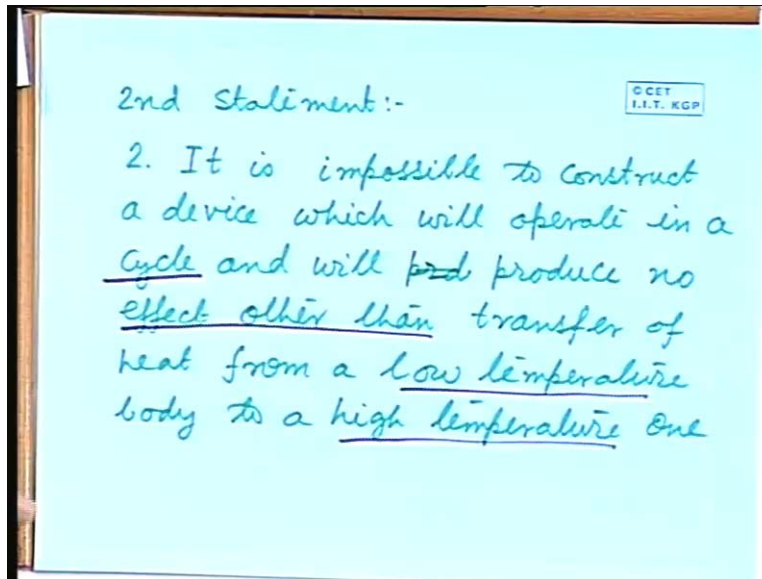 2nd Statement:-
© CET
I.I.T. KGP
2. It is impossible to construct
a device which will operate in a
cycle and will produce no
effect other than transfer of
heat from a low temperature
body to a high temperature one